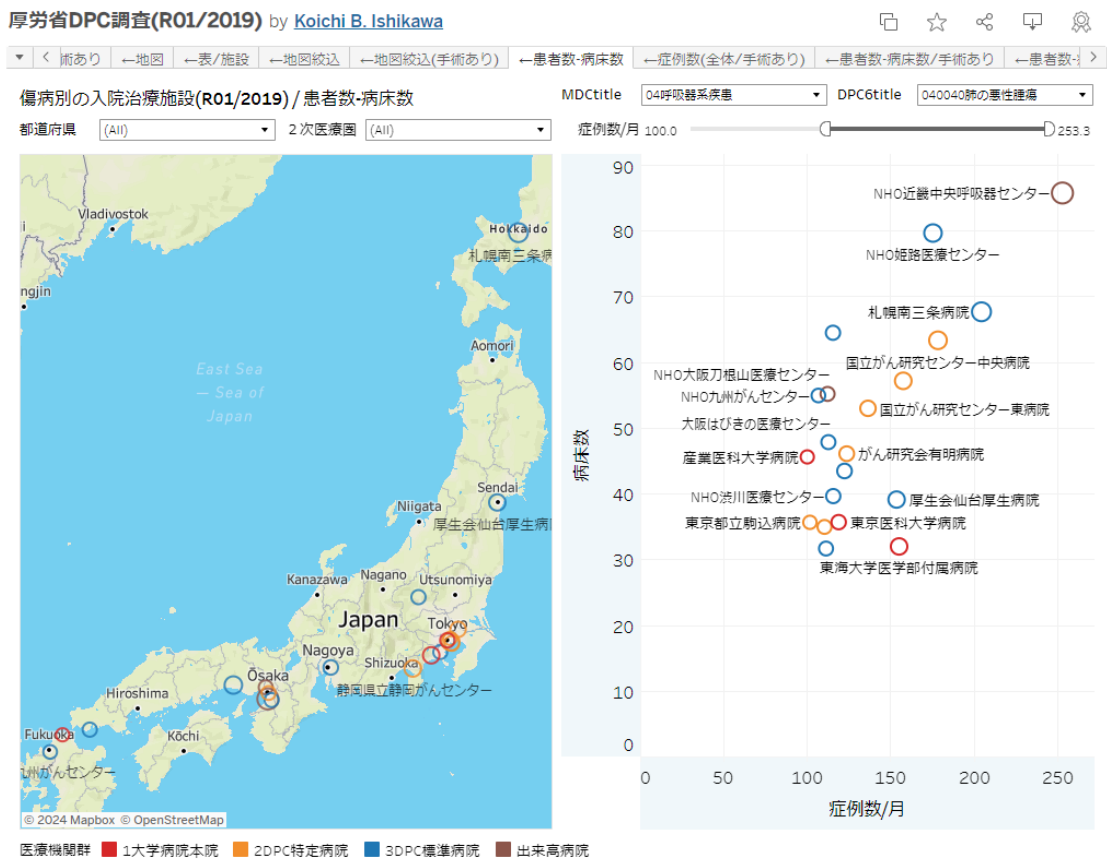 厚労省DPC調査(R01/2019) by Koichi B. Ishikawa
術あり ←地図 ←表/施設 ←地図絞込 ←地図絞込(手術あり) ←患者数-病床数 ←症例数(全体/手術あり) ←患者数-病床数/手術あり ←患者数-
傷病別の入院治療施設(R01/2019) / 患者数-病床数
MDCtitle 04呼吸器系疾患 DPC6title 040040肺の悪性腫瘍
都道府県 (All) 2次医療圏 (All)
症例数/月 100.0 253.3
Vladivostok
Hokkaido
札幌南三条病
ngjin
Aomori
East Sea
— Sea of
Japan
Sendai
Niigata
厚生会仙台厚生病
Kanazawa
Nagano
Utsunomiya
Japan
Tokyo
Nagoya
Shizuoka
Ōsaka
静岡県立静岡がんセンター
Hiroshima
Fukuoka
Kōchi
九州がんセンター
© 2024 Mapbox © OpenStreetMap
病床数
90
80
70
60
50
40
30
20
10
0
NHO近畿中央呼吸器センター
NHO姫路医療センター
札幌南三条病院
国立がん研究センター中央病院
NHO大阪刀根山医療センター
NHO九州がんセンター
国立がん研究センター東病院
大阪はびきの医療センター
産業医科大学病院
がん研究会有明病院
NHO渋川医療センター
厚生会仙台厚生病院
東京都立駒込病院
東京医科大学病院
東海大学医学部付属病院
0 50 100 150 200 250
症例数/月
医療機関群 1大学病院本院 2DPC特定病院 3DPC標準病院 出来高病院